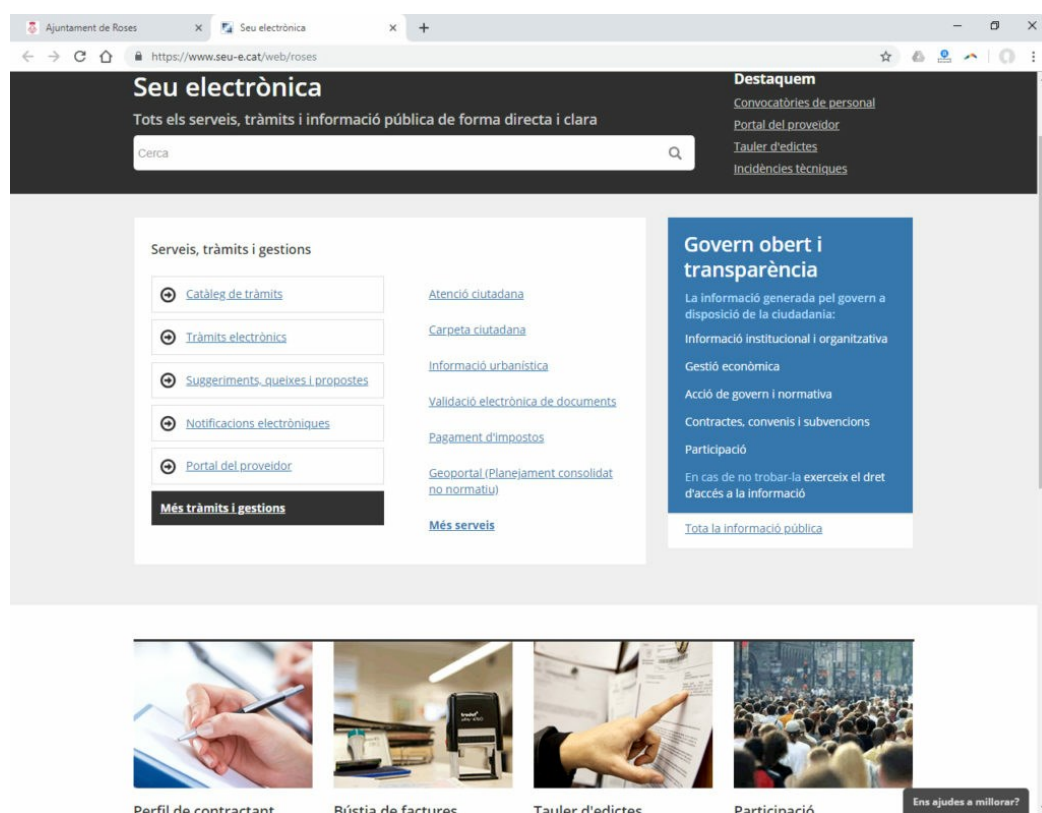 Ajuntament de Roses
Seu electrònica
https://www.seu-e.cat/web/roses
Seu electrònica
Tots els serveis, tràmits i informació pública de forma directa i clara
Cerca
Destaquem
Convocatòries de personal
Portal del proveïdor
Tauler d'edictes
Incidències tècniques
Serveis, tràmits i gestions
Catàleg de tràmits
Tràmits electrònics
Suggeriments, queixes i propostes
Notificacions electròniques
Portal del proveidor
Més tràmits i gestions
Atenció ciutadana
Carpeta ciutadana
Informació urbanística
Validació electrònica de documents
Pagament d'impostos
Geoportal (Planejament consolidat
no normatiu)
Més serveis
Govern obert i
transparència
La informació generada pel govern a
disposició de la ciudadania:
Informació institucional i organitzativa
Gestió econòmica
Acció de govern i normativa
Contractes, convenis i subvencions
Participació
En cas de no trobar-la exerceix el dret
d'accés a la informació
Tota la informació pública
Perfil de contractant
Bústia de factures
Tauler d'edictes
Participació
Ens ajudes a millorar?